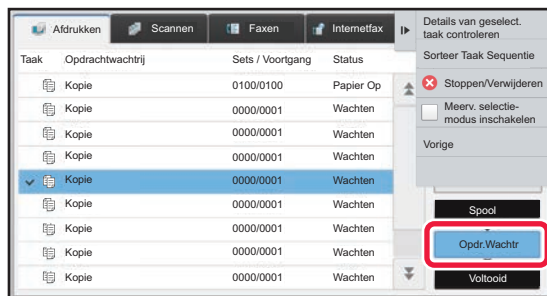 Afdrukken Scannen Faxen Internetfax
Taak Opdrachtwachtrij Sets / Voortgang Status
Kopie 0100/0100 Papier Op
Kopie 0000/0001 Wachten
Kopie 0000/0001 Wachten
Kopie 0000/0001 Wachten
Kopie 0000/0001 Wachten
Kopie 0000/0001 Wachten
Kopie 0000/0001 Wachten
Kopie 0000/0001 Wachten
Kopie 0000/0001 Wachten
Details van geselect.
taak controleren
Sorteer Taak Sequentie
Stoppen/Verwijderen
Meerv. selectie-
modus inschakelen
Vorige
Spool
Opdr.Wachtr
Voltooid